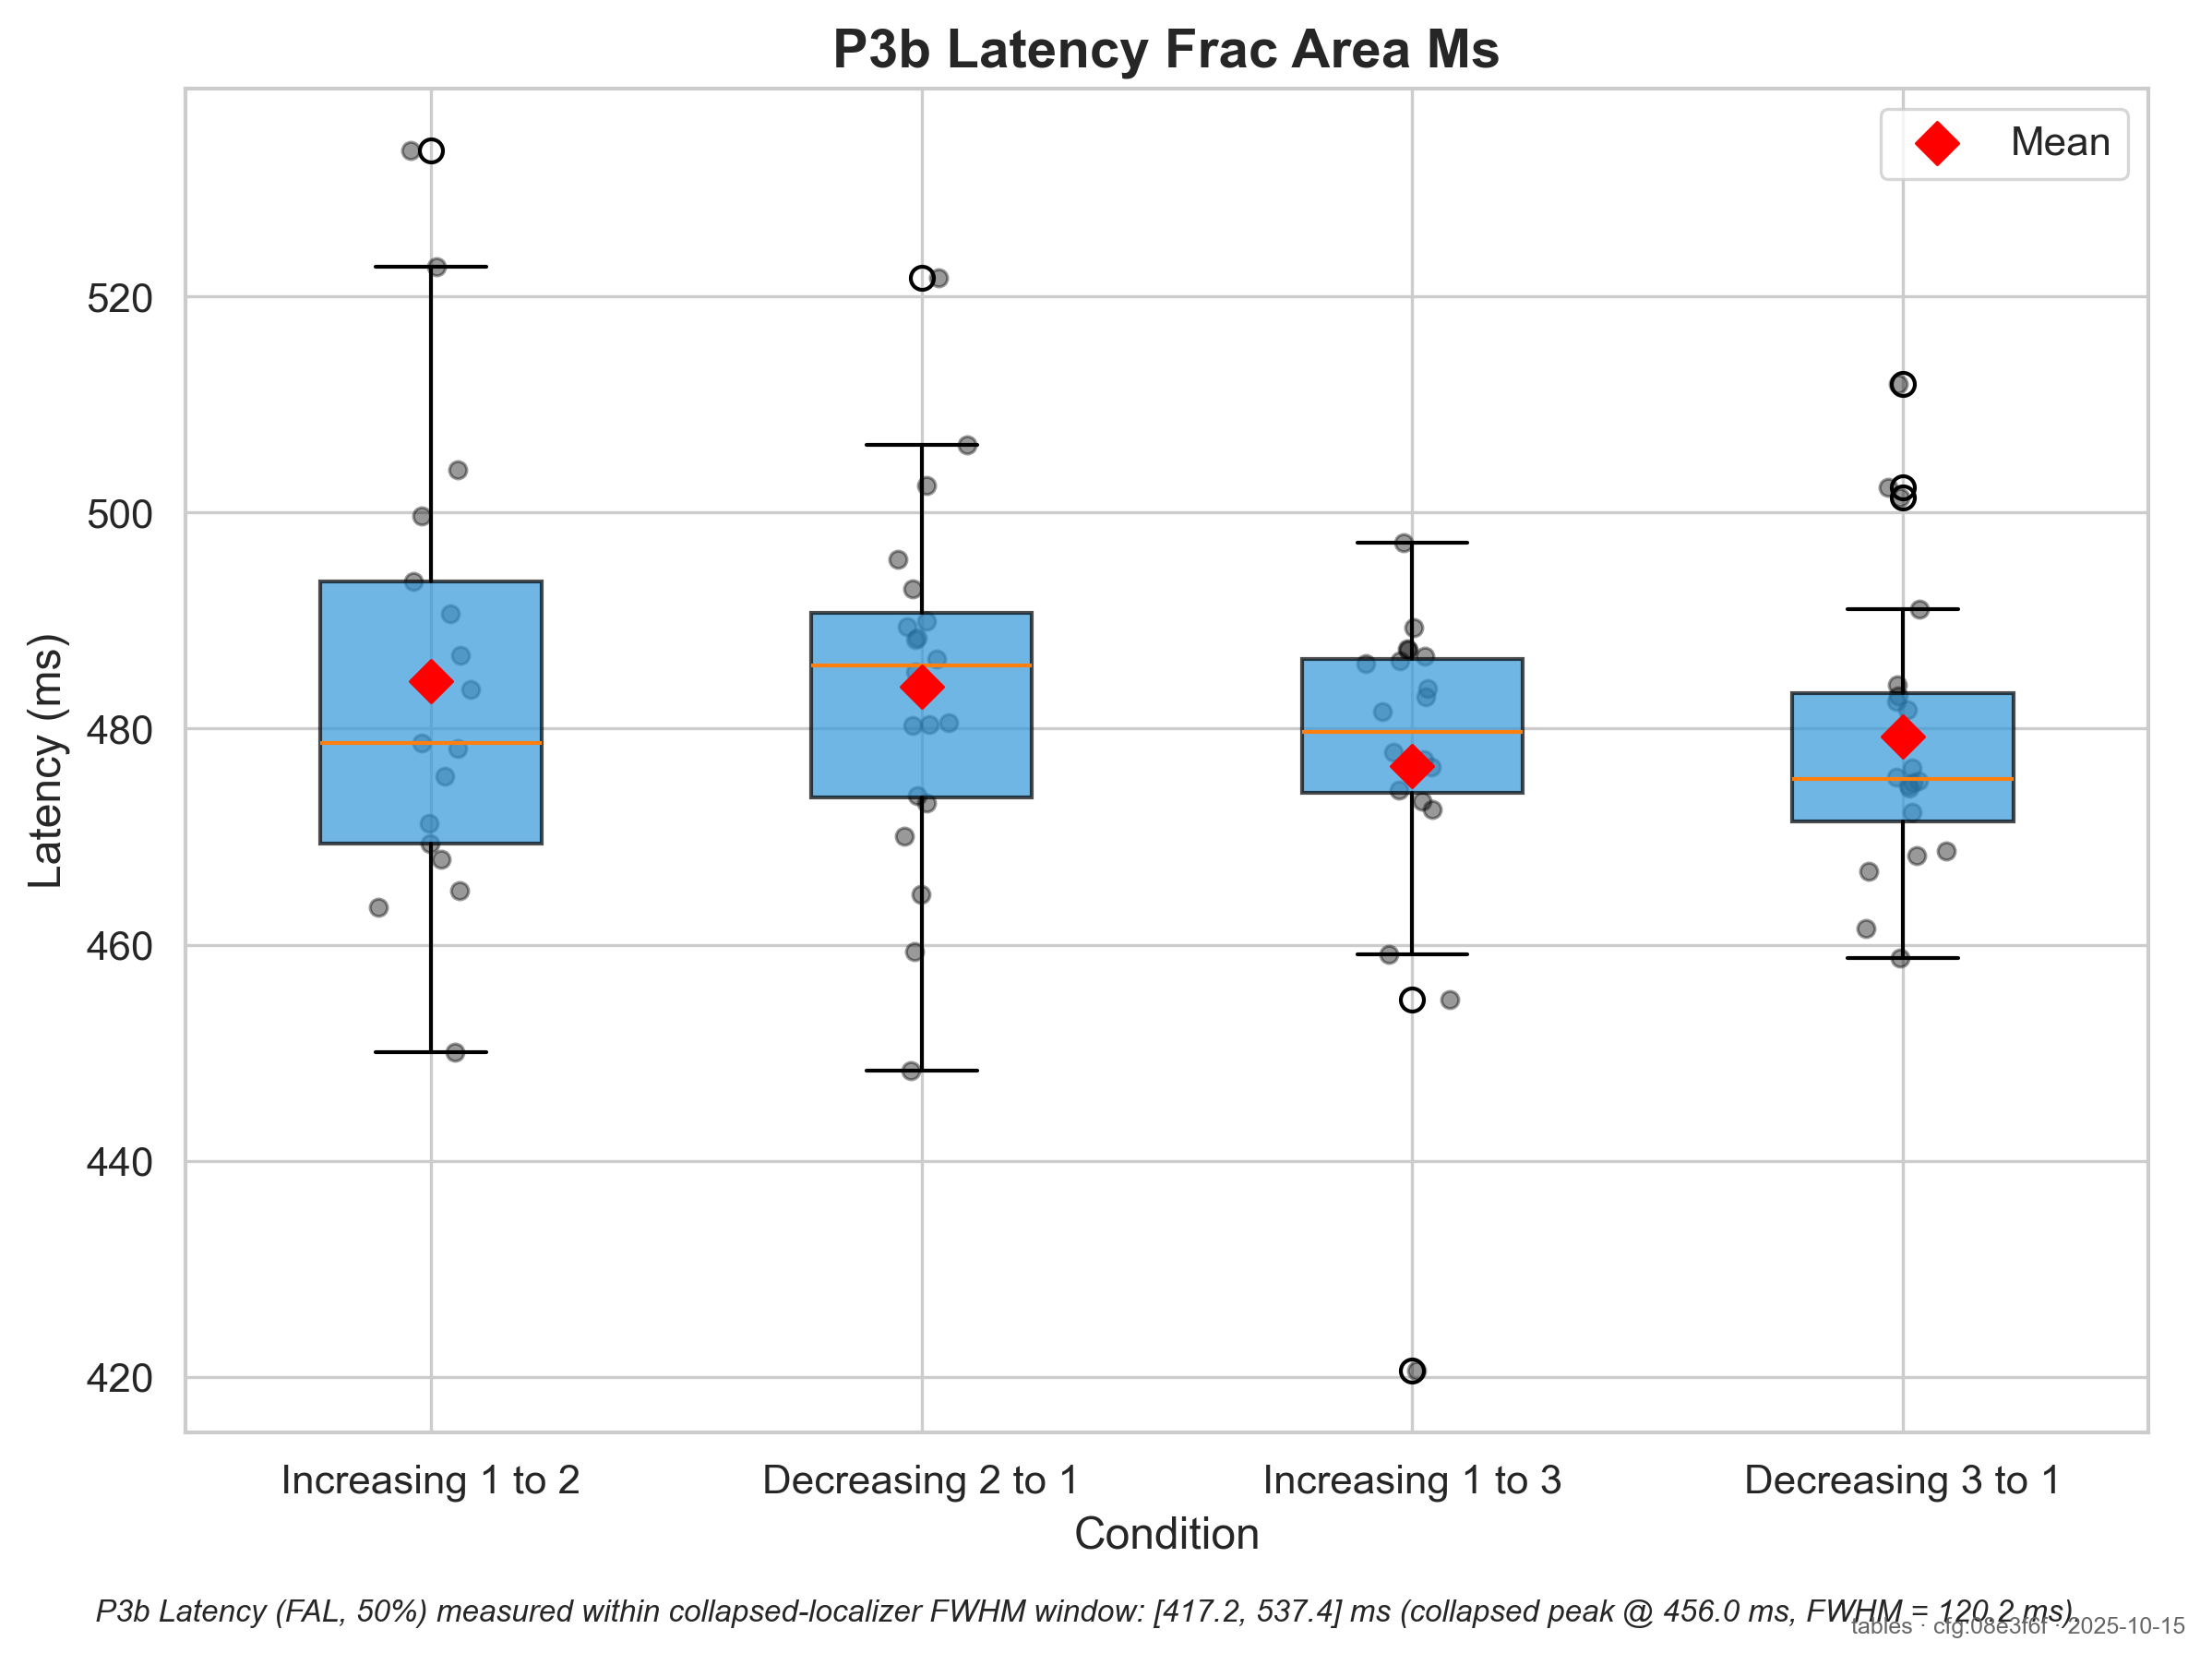 P3b Latency Frac Area Ms
Mean
520
500
480
460
440
420
Latency (ms)
Increasing 1 to 2
Decreasing 2 to 1
Increasing 1 to 3
Decreasing 3 to 1
Condition
P3b Latency (FAL, 50%) measured within collapsed-localizer FWHM window: [417.2, 537.4] ms (collapsed peak @ 456.0 ms, FWHM = 120.2 ms).
tables · cfg:08e3f6f · 2025-10-15